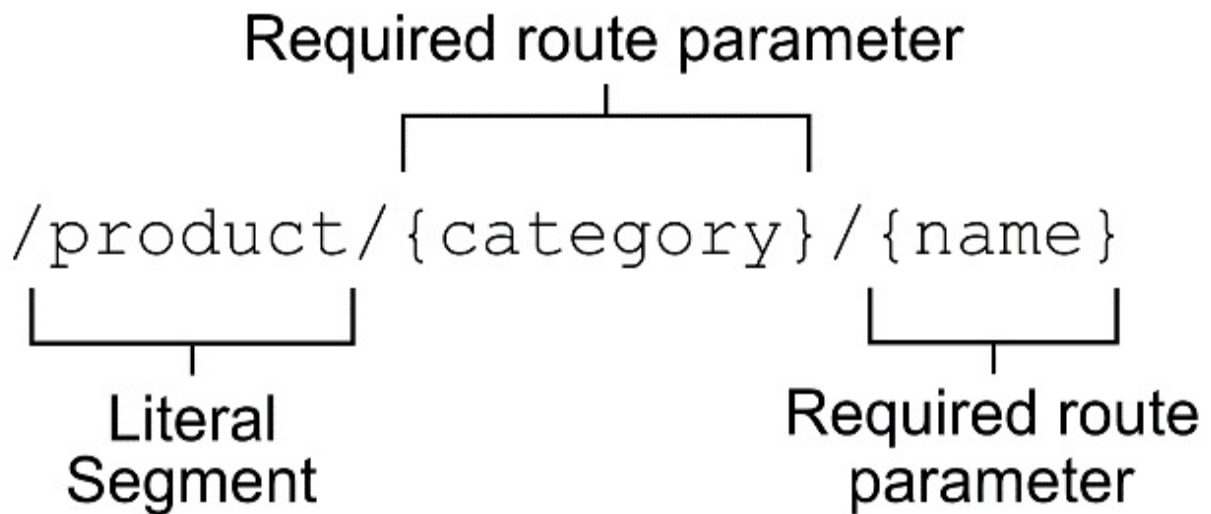 Required route parameter
/product/{category}/{name}
Literal
Segment
Required route
parameter